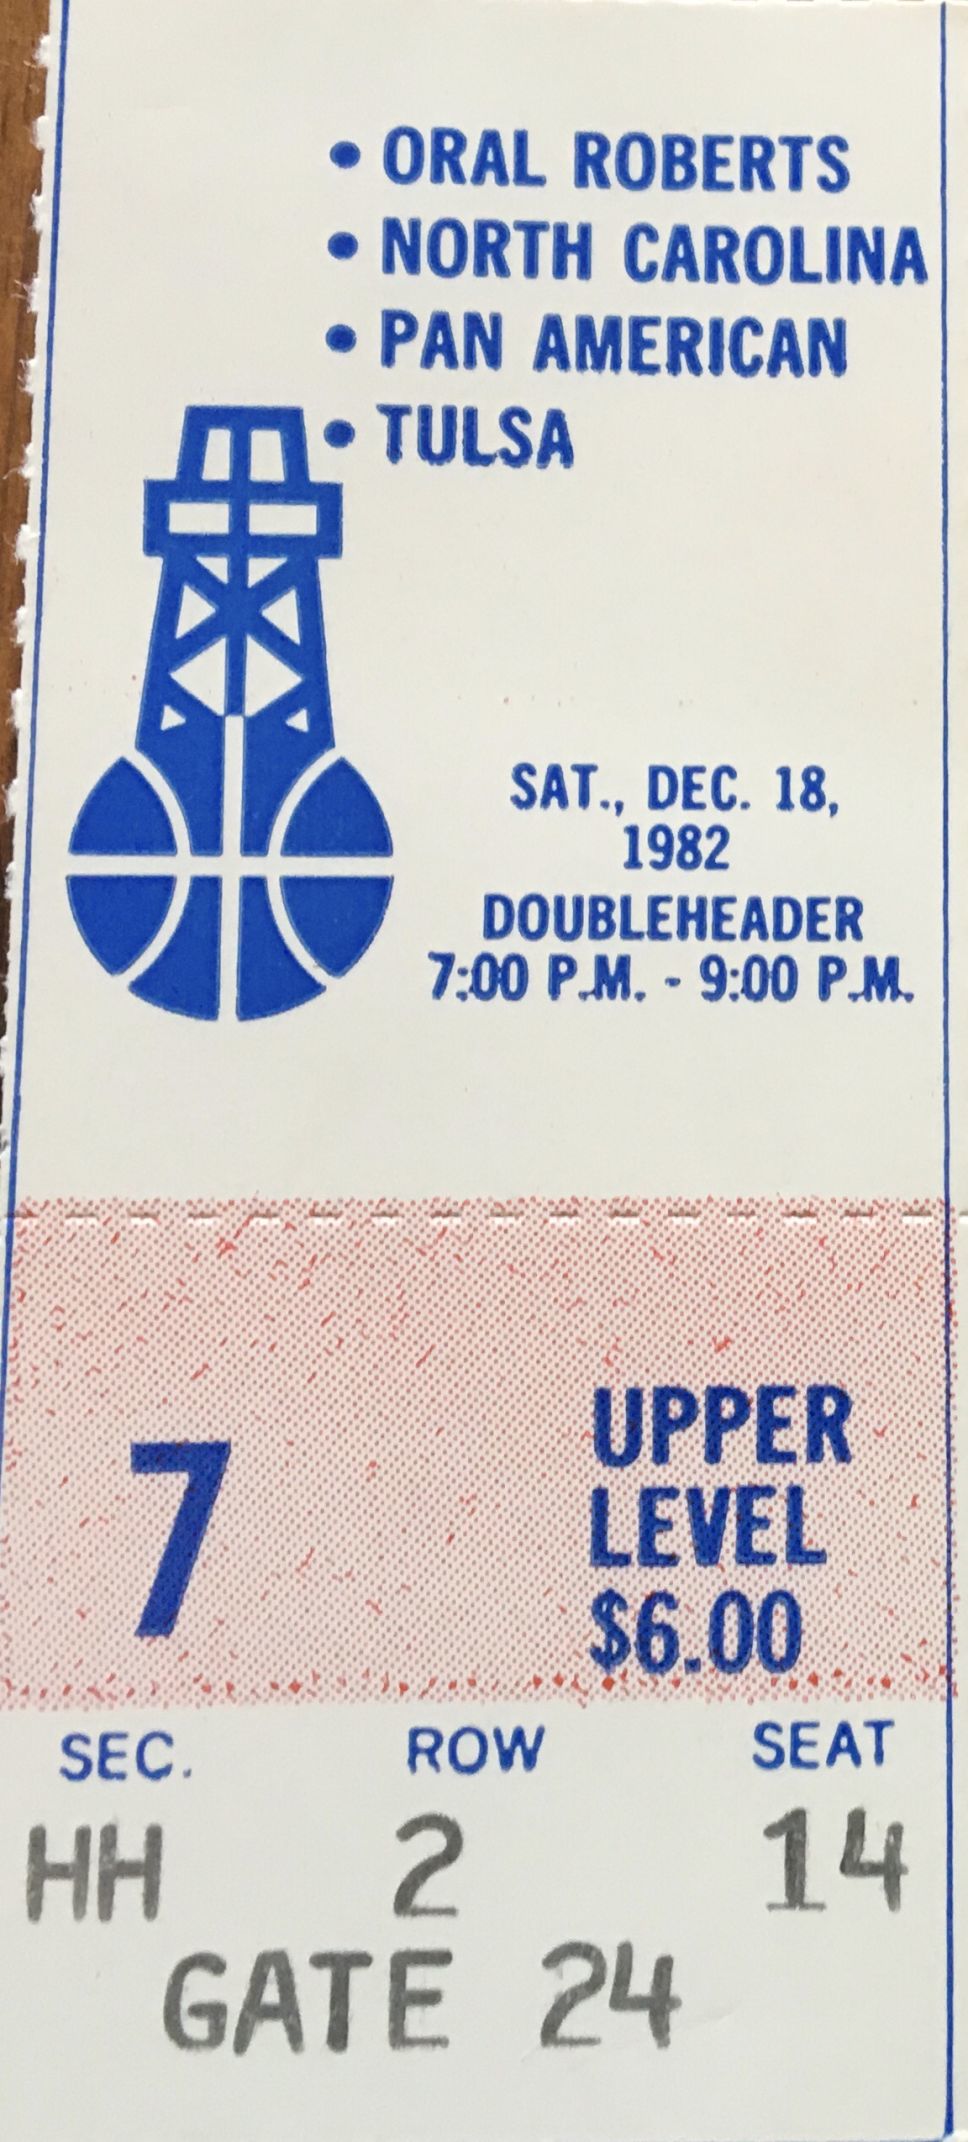 • ORAL ROBERTS
• NORTH CAROLINA
• PAN AMERICAN
• TULSA
SAT., DEC. 18,
1982
DOUBLEHEADER
7:00 P.M. - 9:00 P.M.
7
UPPER
LEVEL
$6.00
SEC. ROW SEAT
HH 2 14
GATE 24